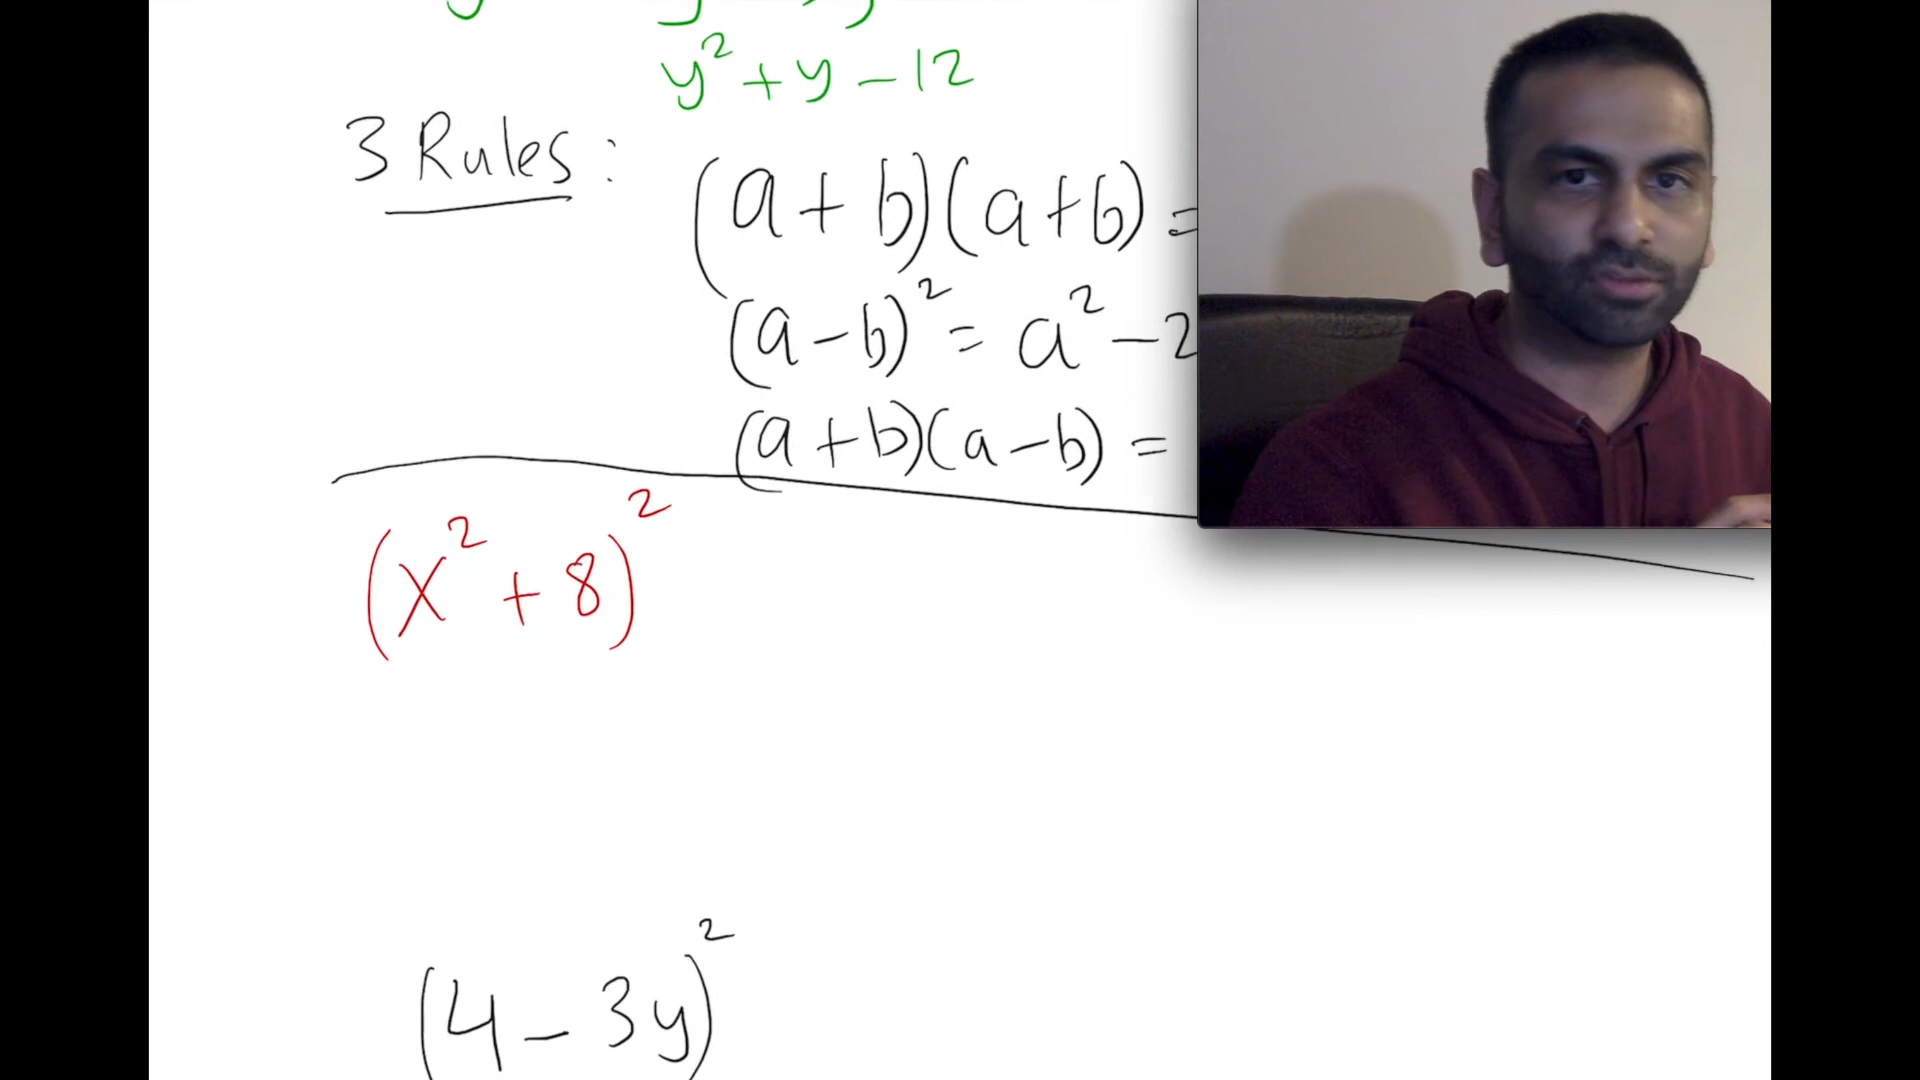 y² + y - 12
3 Rules:
(a + b)(a + b) =
(a - b)² = a² - 2
(a + b)(a - b) =
(x² + 8)²
(4 - 3y)²